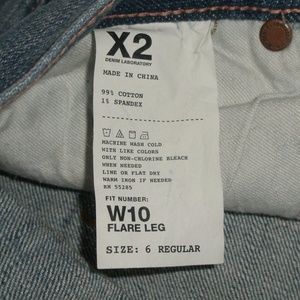 X2
DENIM LABORATORY
MADE IN CHINA
99% COTTON
1% SPANDEX
MACHINE WASH COLD
WITH LIKE COLORS
ONLY NON-CHLORINE BLEACH
WHEN NEEDED
LINE OR FLAT DRY
WARM IRON IF NEEDED
RN 55285
FIT NUMBER:
W10
FLARE LEG
SIZE: 6 REGULAR